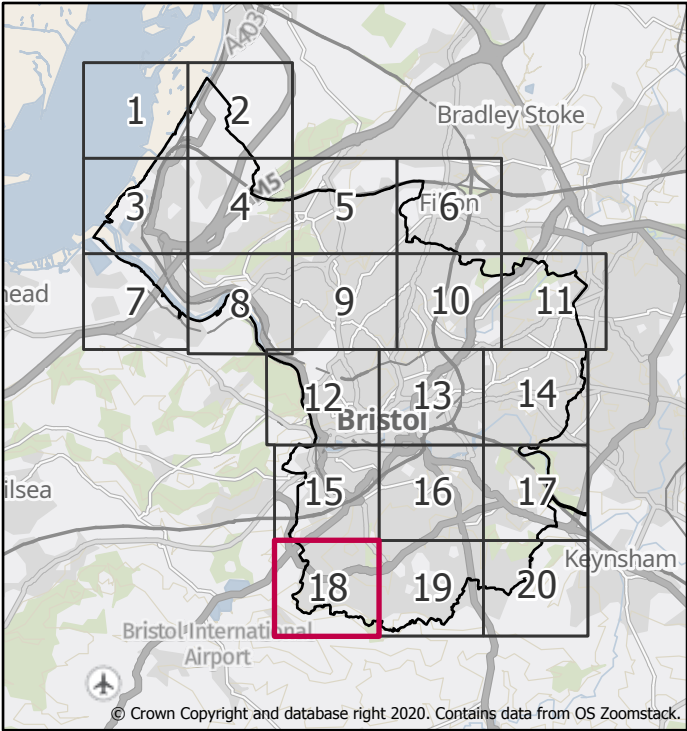 A403
1
2
Bradley Stoke
M5
3
4
5
Filton
6
head
7
8
9
10
11
12
13
14
Bristol
ilsea
15
16
17
Keynsham
18
19
20
Bristol International
Airport
© Crown Copyright and database right 2020. Contains data from OS Zoomstack.